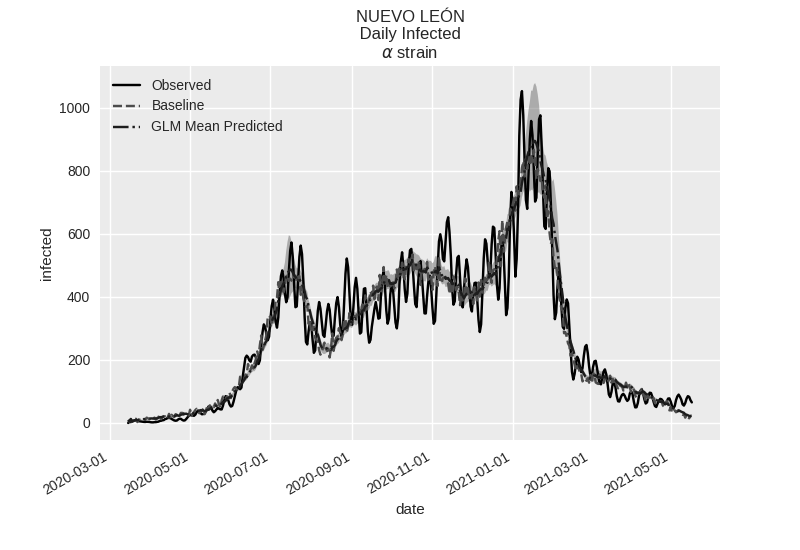 NUEVO LEÓN
Daily Infected
α strain
Observed
Baseline
GLM Mean Predicted
1000
800
600
400
200
0
infected
2020-03-01
2020-05-01
2020-07-01
2020-09-01
2020-11-01
2021-01-01
2021-03-01
2021-05-01
date